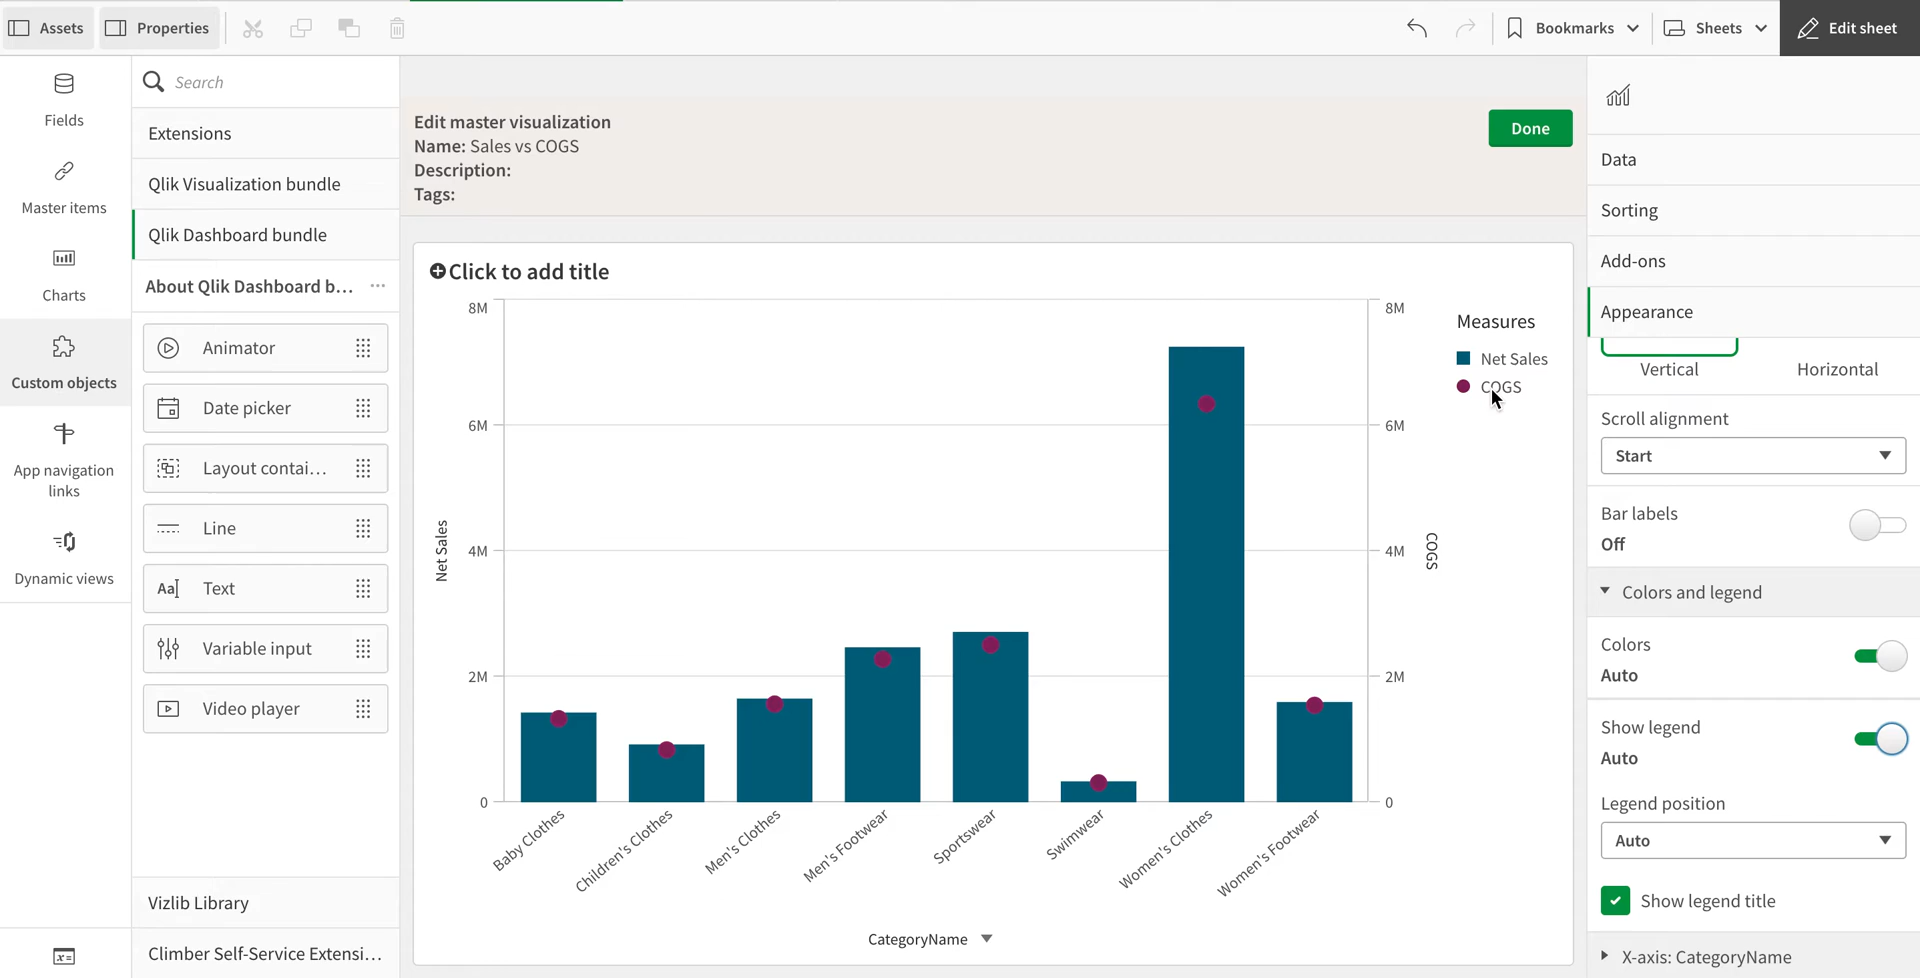 Assets
Properties
Bookmarks
Sheets
Edit sheet
Fields
Master items
Charts
Custom objects
App navigation
links
Dynamic views
Search
Extensions
Qlik Visualization bundle
Qlik Dashboard bundle
About Qlik Dashboard b... ...
Animator
Date picker
Layout contai...
Line
Aa Text
Variable input
Video player
Vizlib Library
Climber Self-Service Extensi...
x=
Edit master visualization
Name: Sales vs COGS
Description:
Tags:
Done
Click to add title
8M
6M
4M
2M
0
Net Sales
8M
6M
4M
2M
0
COGS
Baby Clothes
Children's Clothes
Men's Clothes
Men's Footwear
Sportswear
Swimwear
Women's Clothes
Women's Footwear
CategoryName
Measures
Net Sales
COGS
Data
Sorting
Add-ons
Appearance
Vertical
Horizontal
Scroll alignment
Start
Bar labels
Off
Colors and legend
Colors
Auto
Show legend
Auto
Legend position
Auto
Show legend title
X-axis: CategoryName